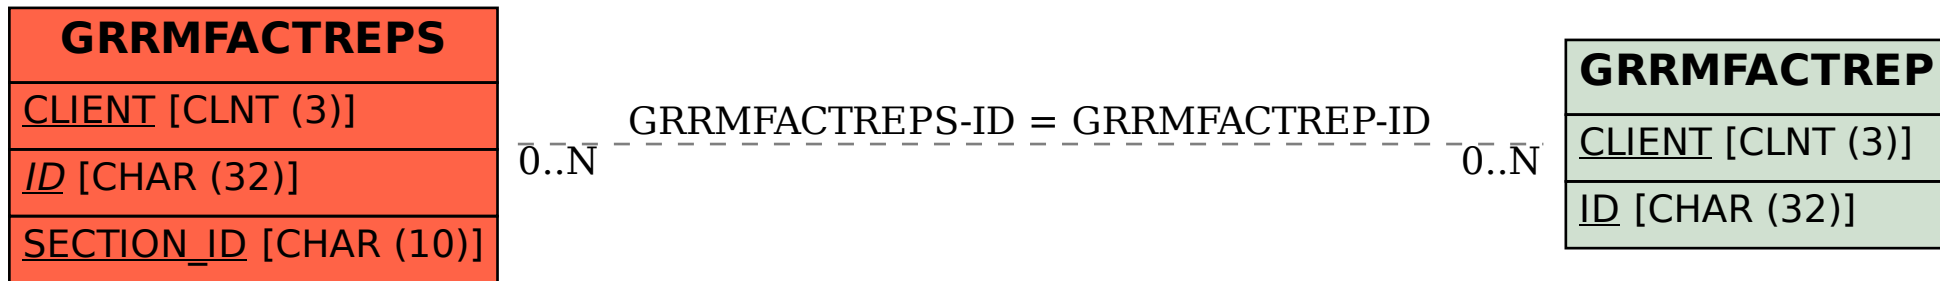 GRRMFACTREPS
CLIENT [CLNT (3)]
ID [CHAR (32)]
SECTION_ID [CHAR (10)]
GRRMFACTREPS-ID = GRRMFACTREP-ID
0..N
0..N
GRRMFACTREP
CLIENT [CLNT (3)]
ID [CHAR (32)]